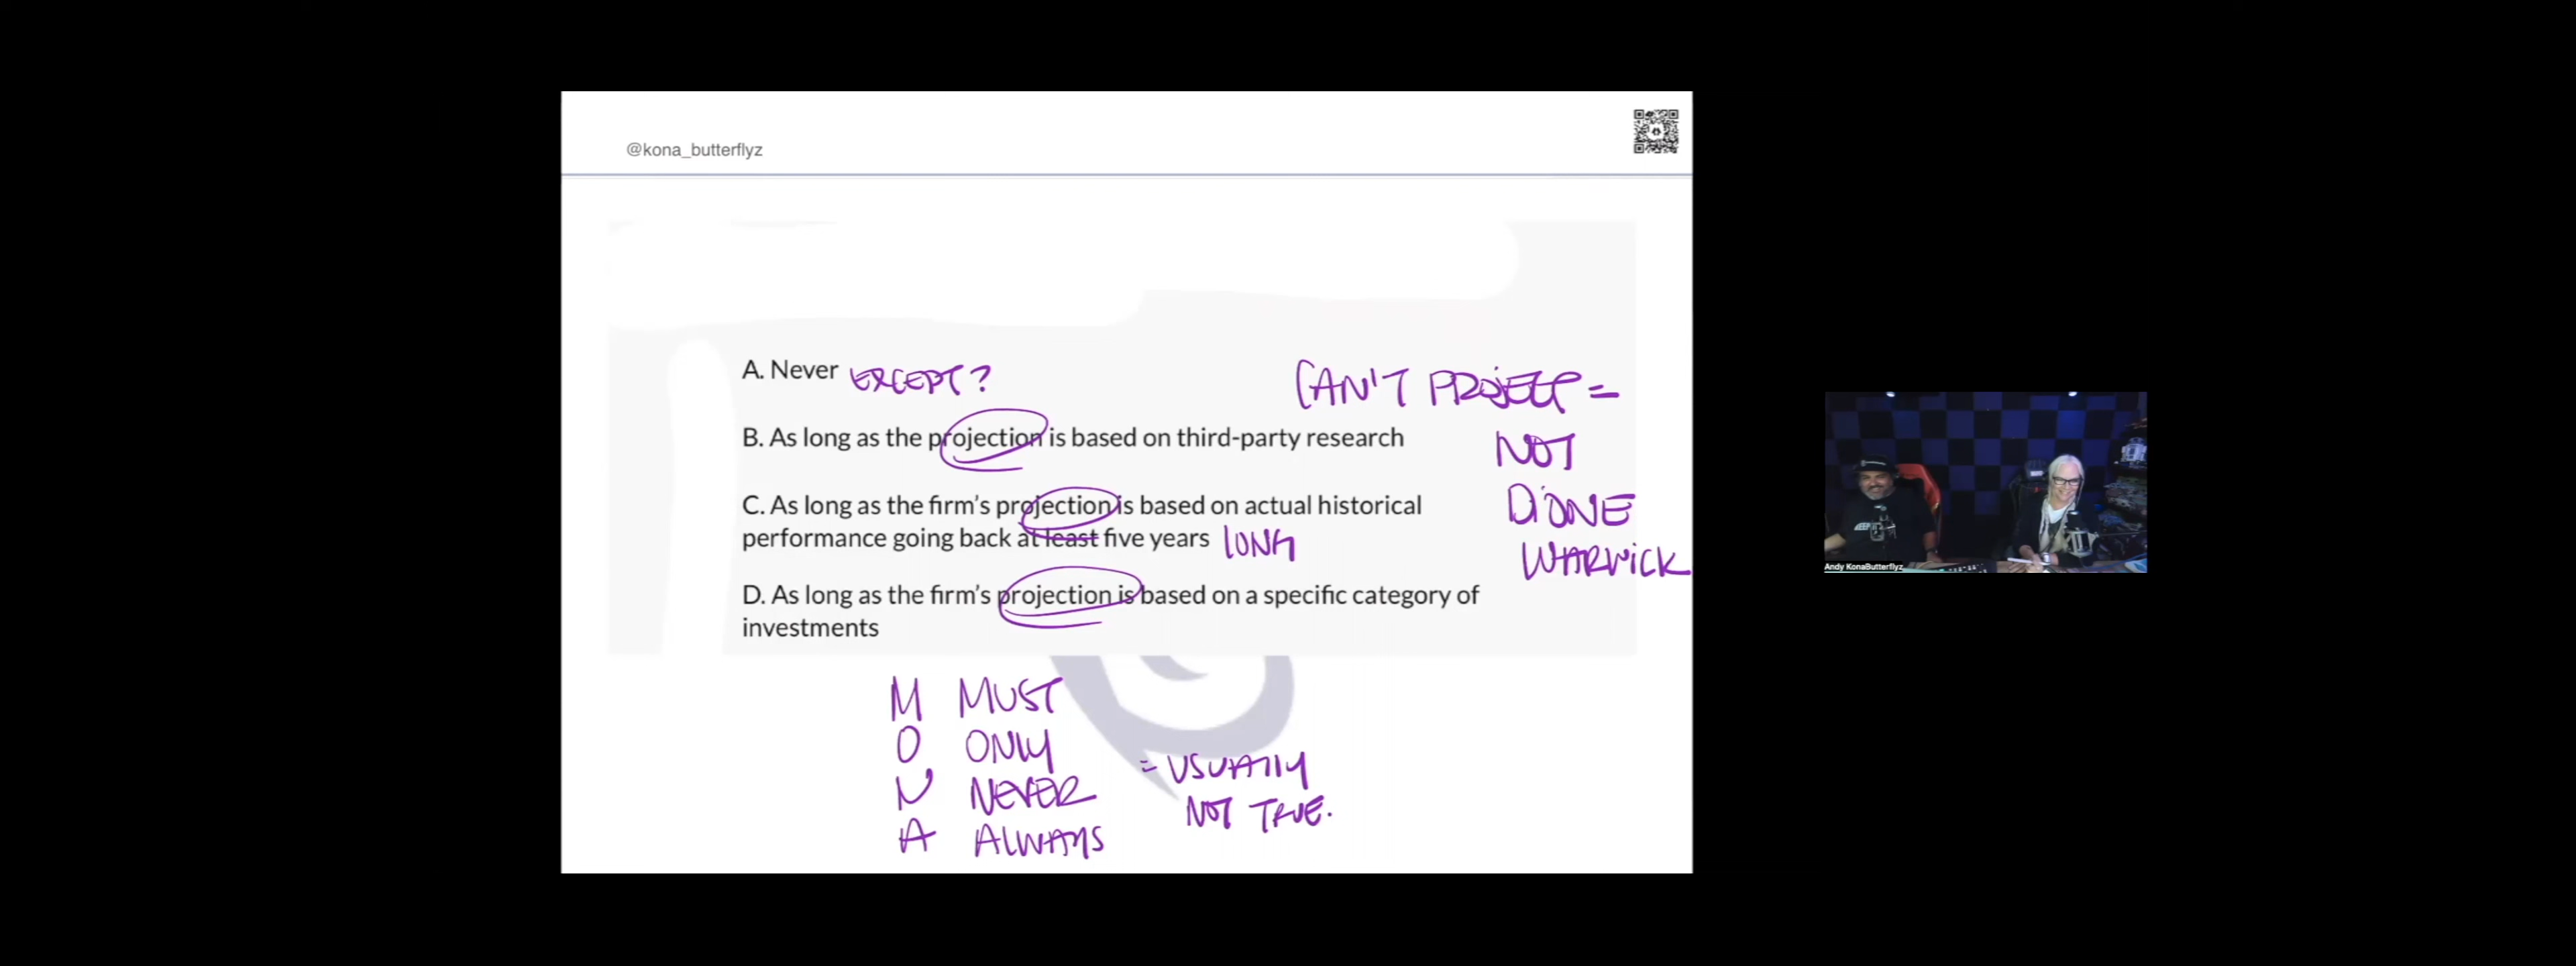 @kona_butterflyz
A. Never EXCEPT?
CAN'T PROJECT =
B. As long as the projection is based on third-party research
NOT
C. As long as the firm's projection is based on actual historical
DIONE
performance going back at least five years LONG
WARWICK
D. As long as the firm's projection is based on a specific category of
investments
M MUST
O ONLY
N NEVER
A ALWAYS
= USUALLY
NOT TRUE.
Andy KonaButterflyz